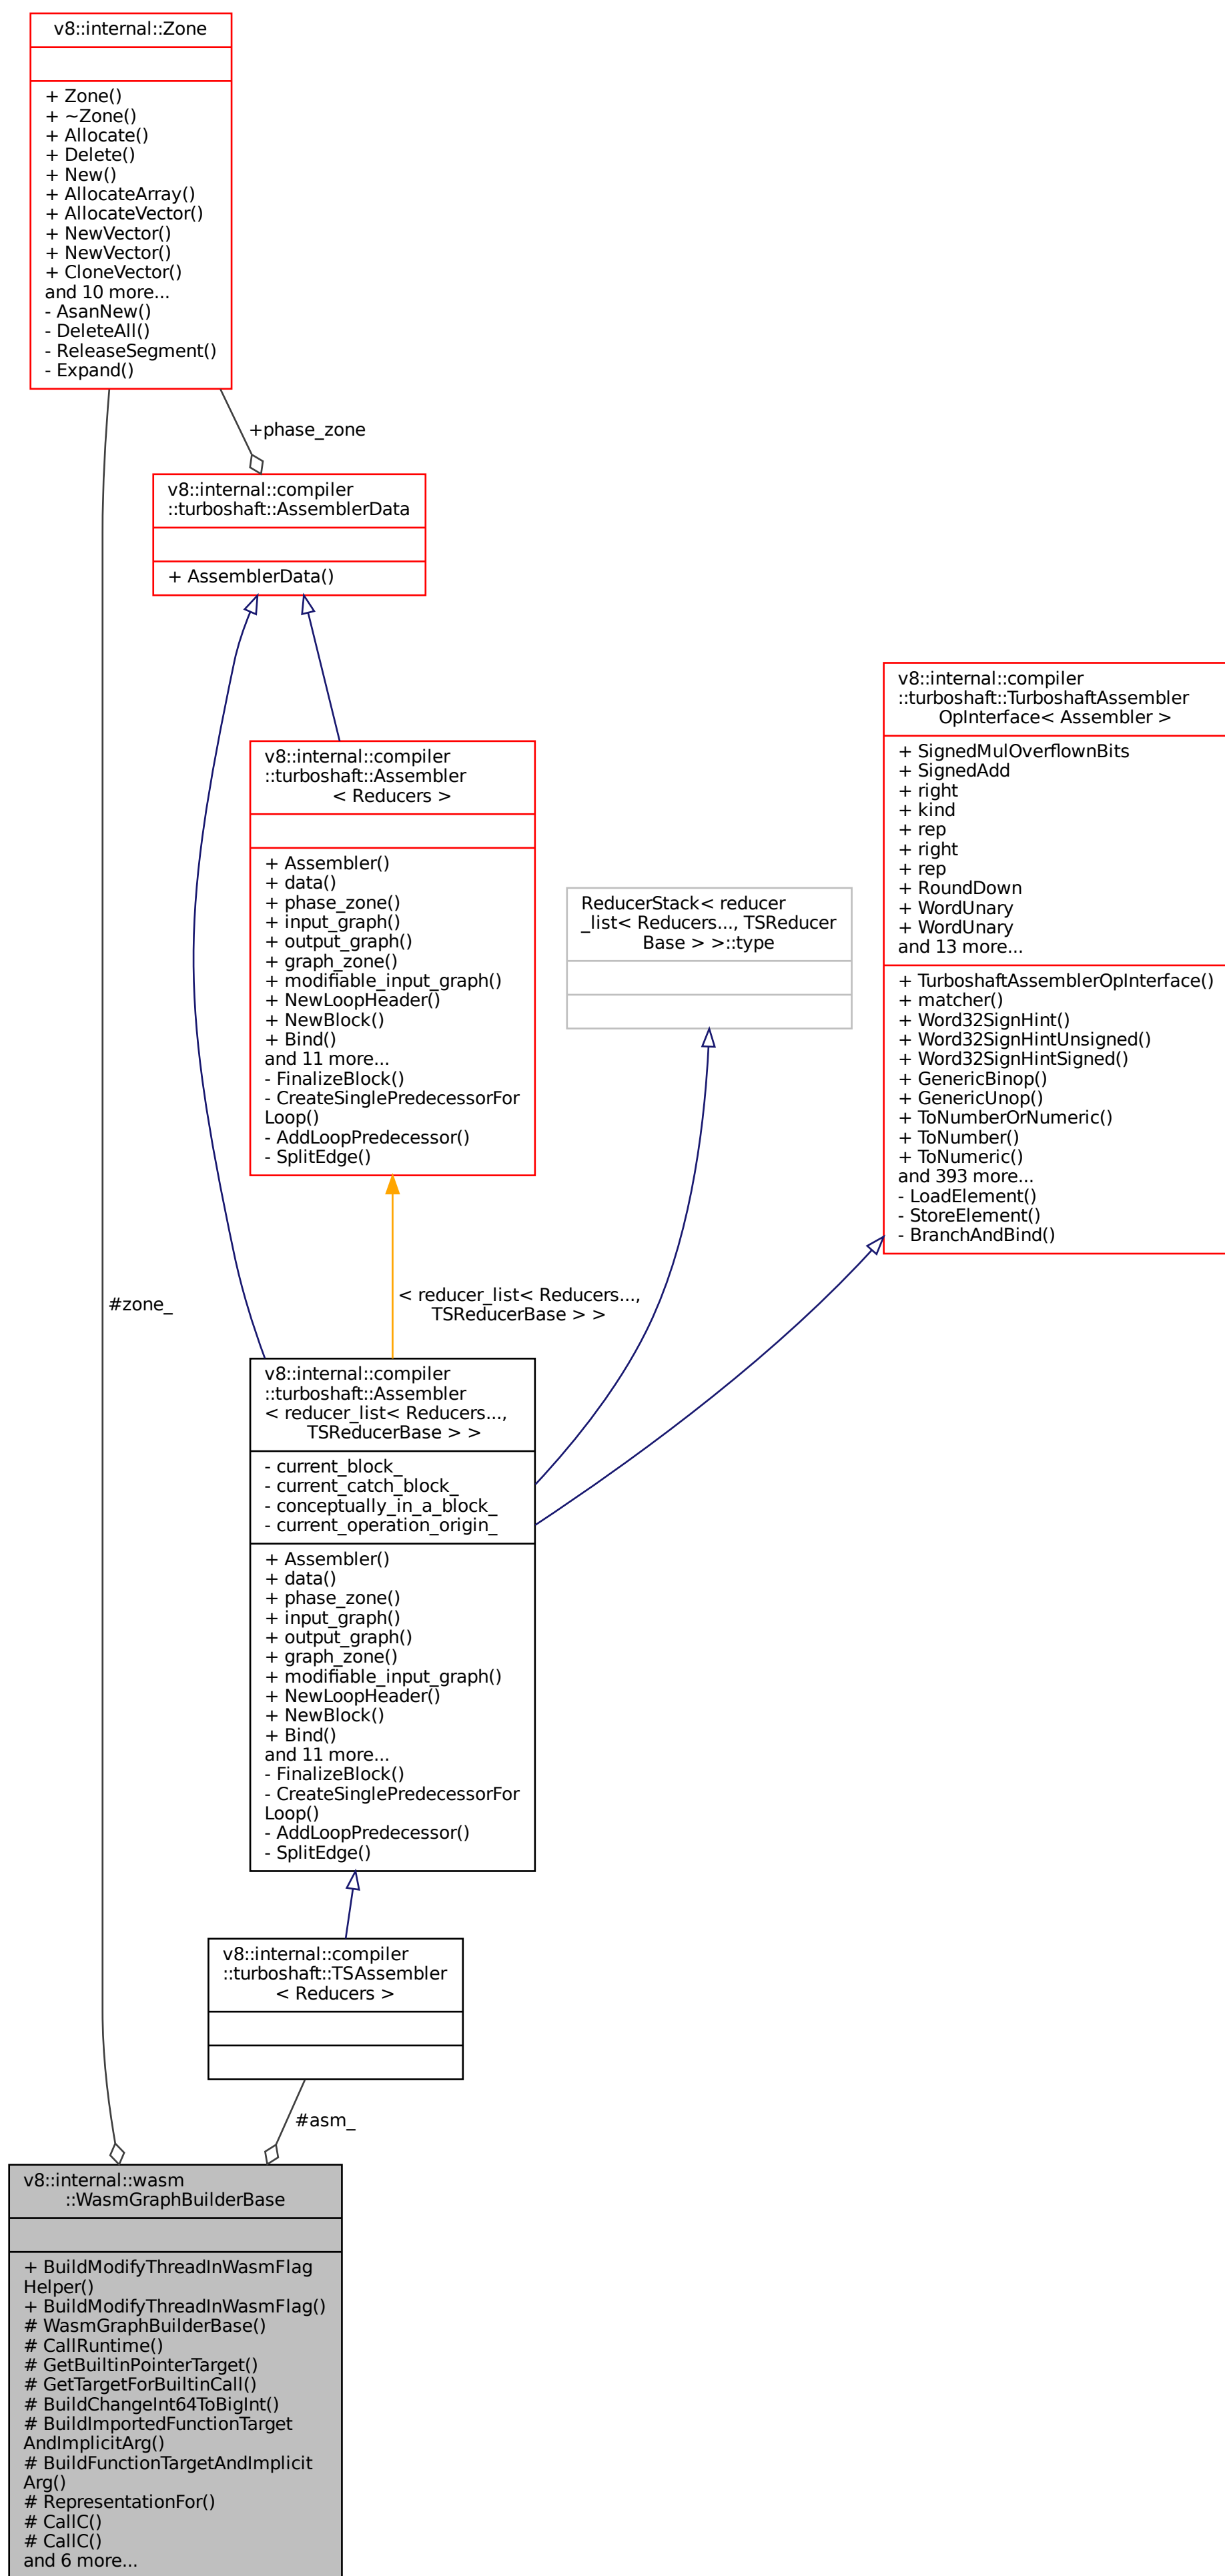 v8::internal::Zone
+ Zone()
+ ~Zone()
+ Allocate()
+ Delete()
+ New()
+ AllocateArray()
+ AllocateVector()
+ NewVector()
+ NewVector()
+ CloneVector()
and 10 more...
- AsanNew()
- DeleteAll()
- ReleaseSegment()
- Expand()
+phase_zone
v8::internal::compiler
::turboshaft::AssemblerData
+ AssemblerData()
v8::internal::compiler
::turboshaft::TurboshaftAssembler
OpInterface< Assembler >
+ SignedMulOverflownBits
+ SignedAdd
+ right
+ kind
+ rep
+ right
+ rep
+ RoundDown
+ WordUnary
+ WordUnary
and 13 more...
+ TurboshaftAssemblerOpInterface()
+ matcher()
+ Word32SignHint()
+ Word32SignHintUnsigned()
+ Word32SignHintSigned()
+ GenericBinop()
+ GenericUnop()
+ ToNumberOrNumeric()
+ ToNumber()
+ ToNumeric()
and 393 more...
- LoadElement()
- StoreElement()
- BranchAndBind()
v8::internal::compiler
::turboshaft::Assembler
< Reducers >
+ Assembler()
+ data()
+ phase_zone()
+ input_graph()
+ output_graph()
+ graph_zone()
+ modifiable_input_graph()
+ NewLoopHeader()
+ NewBlock()
+ Bind()
and 11 more...
- FinalizeBlock()
- CreateSinglePredecessorFor
Loop()
- AddLoopPredecessor()
- SplitEdge()
ReducerStack< reducer
_list< Reducers..., TSReducer
Base > >::type
#zone_
< reducer_list< Reducers...,
TSReducerBase > >
v8::internal::compiler
::turboshaft::Assembler
< reducer_list< Reducers...,
TSReducerBase > >
- current_block_
- current_catch_block_
- conceptually_in_a_block_
- current_operation_origin_
+ Assembler()
+ data()
+ phase_zone()
+ input_graph()
+ output_graph()
+ graph_zone()
+ modifiable_input_graph()
+ NewLoopHeader()
+ NewBlock()
+ Bind()
and 11 more...
- FinalizeBlock()
- CreateSinglePredecessorFor
Loop()
- AddLoopPredecessor()
- SplitEdge()
v8::internal::compiler
::turboshaft::TSAssembler
< Reducers >
#asm_
v8::internal::wasm
::WasmGraphBuilderBase
+ BuildModifyThreadInWasmFlag
Helper()
+ BuildModifyThreadInWasmFlag()
# WasmGraphBuilderBase()
# CallRuntime()
# GetBuiltinPointerTarget()
# GetTargetForBuiltinCall()
# BuildChangeInt64ToBigInt()
# BuildImportedFunctionTarget
AndImplicitArg()
# BuildFunctionTargetAndImplicit
Arg()
# RepresentationFor()
# CallC()
# CallC()
and 6 more...